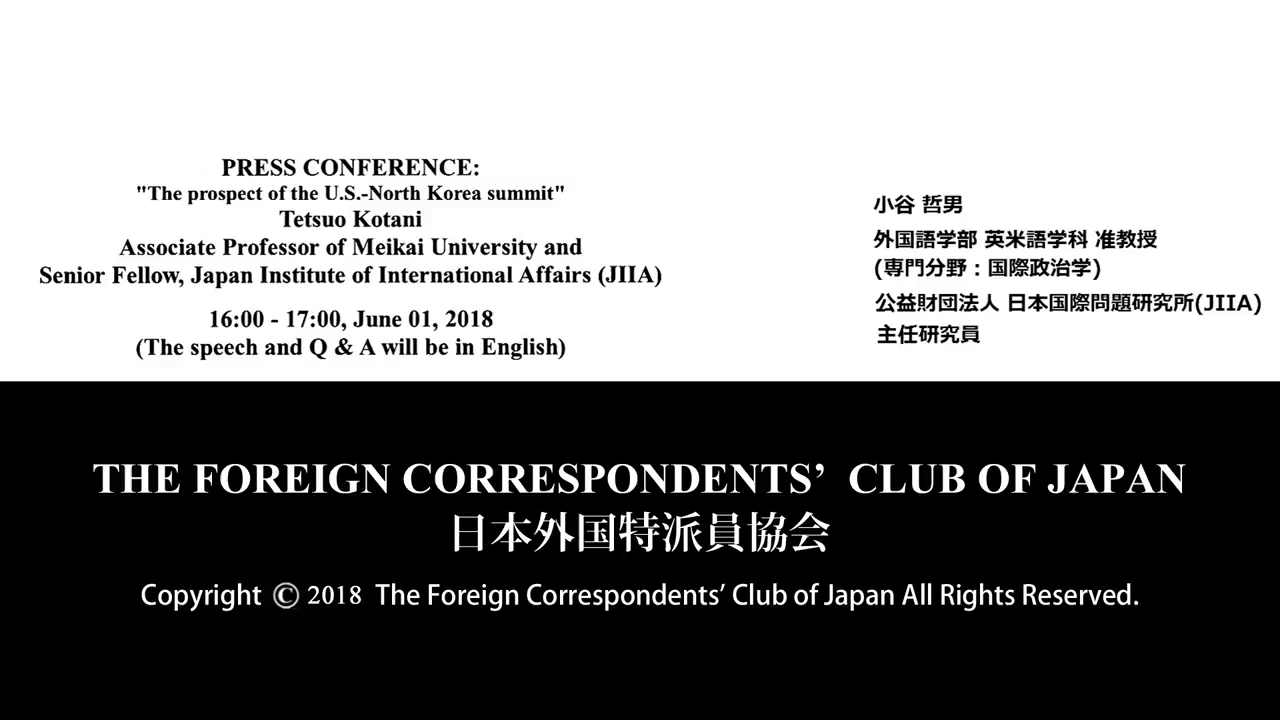 PRESS CONFERENCE:
"The prospect of the U.S.-North Korea summit"
Tetsuo Kotani
Associate Professor of Meikai University and
Senior Fellow, Japan Institute of International Affairs (JIIA)
16:00 - 17:00, June 01, 2018
(The speech and Q & A will be in English)
小谷 哲男
外国語学部 英米語学科 准教授
(専門分野：国際政治学)
公益財団法人 日本国際問題研究所(JIIA)
主任研究員
THE FOREIGN CORRESPONDENTS’ CLUB OF JAPAN
日本外国特派員協会
Copyright © 2018 The Foreign Correspondents’ Club of Japan All Rights Reserved.